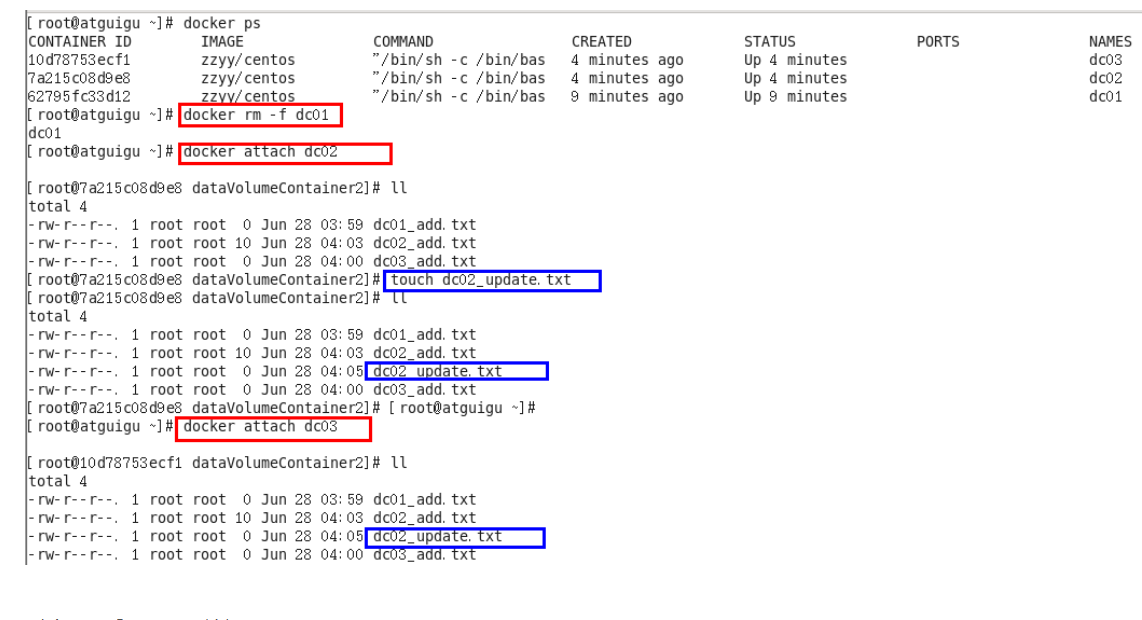 [root@atguigu ~]# docker ps
CONTAINER ID IMAGE COMMAND CREATED STATUS PORTS NAMES
10d78753ecf1 zzyy/centos "/bin/sh -c /bin/bas 4 minutes ago Up 4 minutes dc03
7a215c08d9e8 zzyy/centos "/bin/sh -c /bin/bas 4 minutes ago Up 4 minutes dc02
62795fc33d12 zzyy/centos "/bin/sh -c /bin/bas 9 minutes ago Up 9 minutes dc01
[root@atguigu ~]# docker rm -f dc01
dc01
[root@atguigu ~]# docker attach dc02
[root@7a215c08d9e8 dataVolumeContainer2]# ll
total 4
-rw-r--r--. 1 root root 0 Jun 28 03:59 dc01_add.txt
-rw-r--r--. 1 root root 10 Jun 28 04:03 dc02_add.txt
-rw-r--r--. 1 root root 0 Jun 28 04:00 dc03_add.txt
[root@7a215c08d9e8 dataVolumeContainer2]# touch dc02_update.txt
[root@7a215c08d9e8 dataVolumeContainer2]# ll
total 4
-rw-r--r--. 1 root root 0 Jun 28 03:59 dc01_add.txt
-rw-r--r--. 1 root root 10 Jun 28 04:03 dc02_add.txt
-rw-r--r--. 1 root root 0 Jun 28 04:05 dc02_update.txt
-rw-r--r--. 1 root root 0 Jun 28 04:00 dc03_add.txt
[root@7a215c08d9e8 dataVolumeContainer2]# [root@atguigu ~]#
[root@atguigu ~]# docker attach dc03
[root@10d78753ecf1 dataVolumeContainer2]# ll
total 4
-rw-r--r--. 1 root root 0 Jun 28 03:59 dc01_add.txt
-rw-r--r--. 1 root root 10 Jun 28 04:03 dc02_add.txt
-rw-r--r--. 1 root root 0 Jun 28 04:05 dc02_update.txt
-rw-r--r--. 1 root root 0 Jun 28 04:00 dc03_add.txt